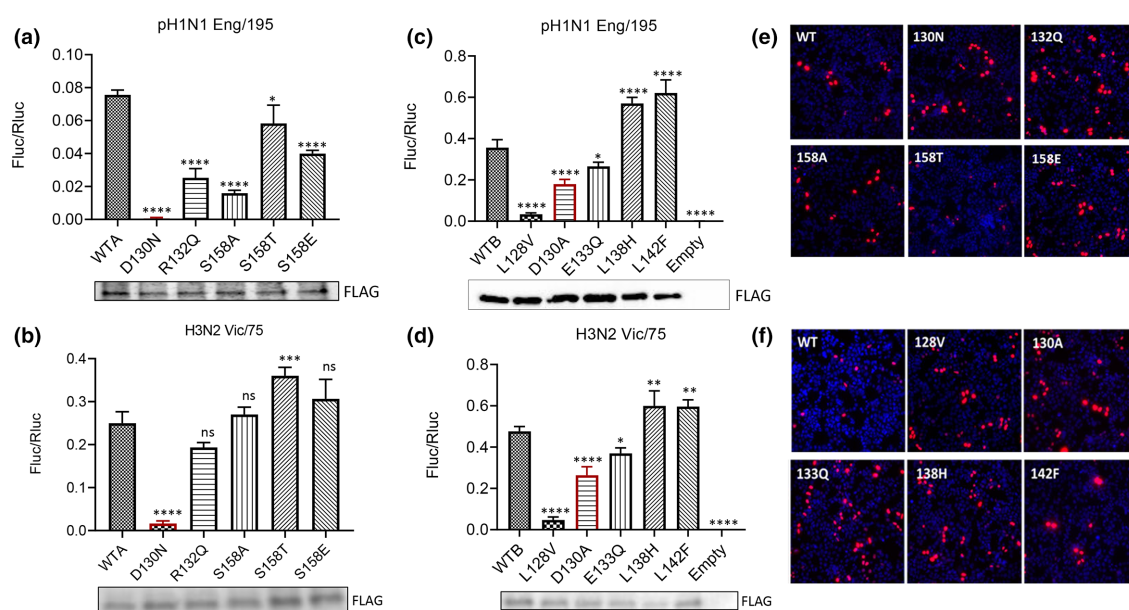 (a)
pH1N1 Eng/195
Fluc/Rluc
0.10
0.08
0.06
0.04
0.02
0.00
****
****
****
*
****
WTA
D130N
R132Q
S158A
S158T
S158E
FLAG
(b)
H3N2 Vic/75
Fluc/Rluc
0.4
0.3
0.2
0.1
0.0
****
ns
ns
***
ns
WTA
D130N
R132Q
S158A
S158T
S158E
FLAG
(c)
pH1N1 Eng/195
Fluc/Rluc
0.8
0.6
0.4
0.2
0.0
****
****
*
****
****
****
WTB
L128V
D130A
E133Q
L138H
L142F
Empty
FLAG
(d)
H3N2 Vic/75
Fluc/Rluc
0.8
0.6
0.4
0.2
0.0
****
****
*
**
**
****
WTB
L128V
D130A
E133Q
L138H
L142F
Empty
FLAG
(e)
WT
130N
132Q
158A
158T
158E
(f)
WT
128V
130A
133Q
138H
142F